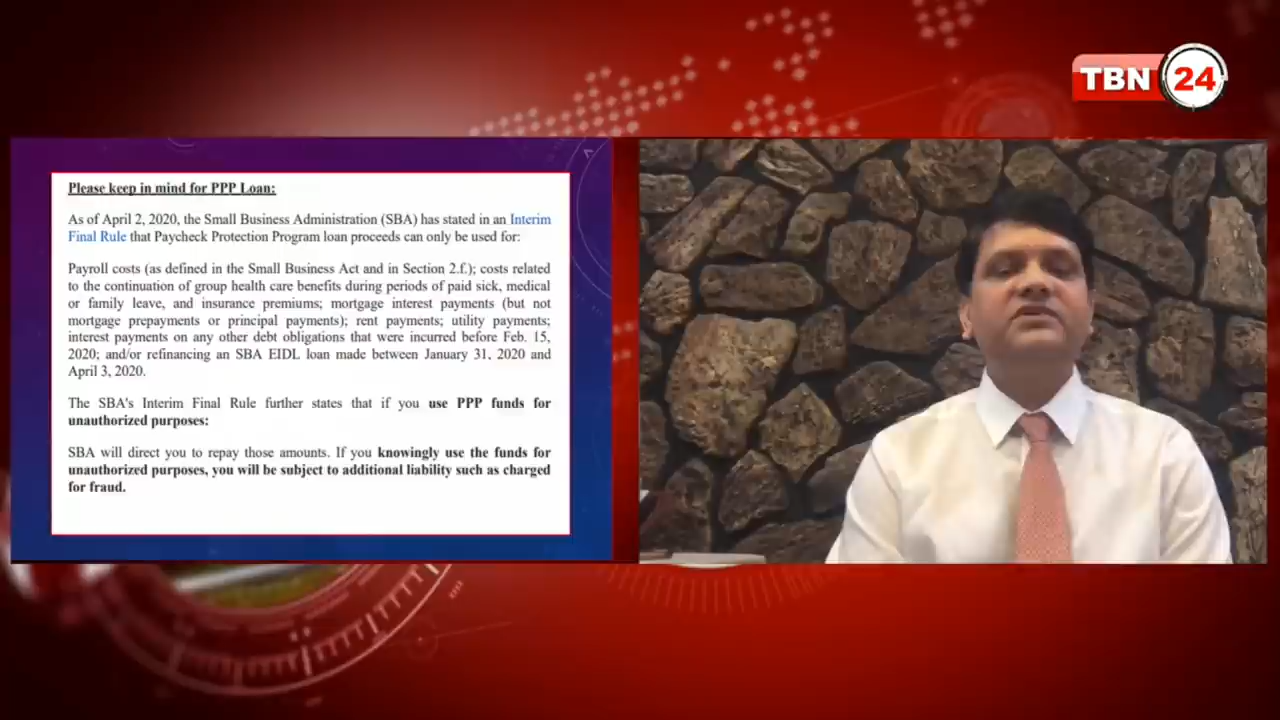 TBN 24
Please keep in mind for PPP Loan:
As of April 2, 2020, the Small Business Administration (SBA) has stated in an Interim
Final Rule that Paycheck Protection Program loan proceeds can only be used for:
Payroll costs (as defined in the Small Business Act and in Section 2.f.); costs related
to the continuation of group health care benefits during periods of paid sick, medical
or family leave, and insurance premiums; mortgage interest payments (but not
mortgage prepayments or principal payments); rent payments; utility payments;
interest payments on any other debt obligations that were incurred before Feb. 15,
2020; and/or refinancing an SBA EIDL loan made between January 31, 2020 and
April 3, 2020.
The SBA's Interim Final Rule further states that if you use PPP funds for
unauthorized purposes:
SBA will direct you to repay those amounts. If you knowingly use the funds for
unauthorized purposes, you will be subject to additional liability such as charged
for fraud.